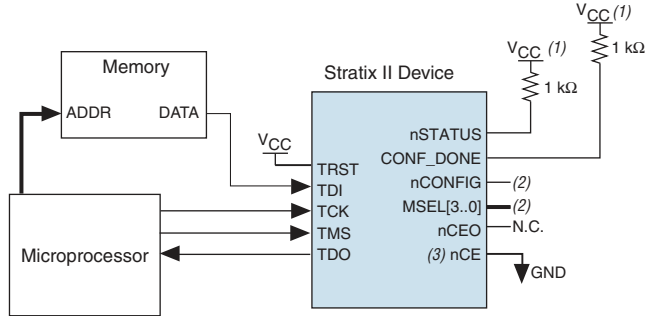 V_CC (1)
V_CC (1)
1 kΩ
1 kΩ
Memory
ADDR DATA
Stratix II Device
V_CC
TRST
TDI
TCK
TMS
TDO
nSTATUS
CONF_DONE
nCONFIG (2)
MSEL[3..0] (2)
nCEO N.C.
(3) nCE GND
Microprocessor